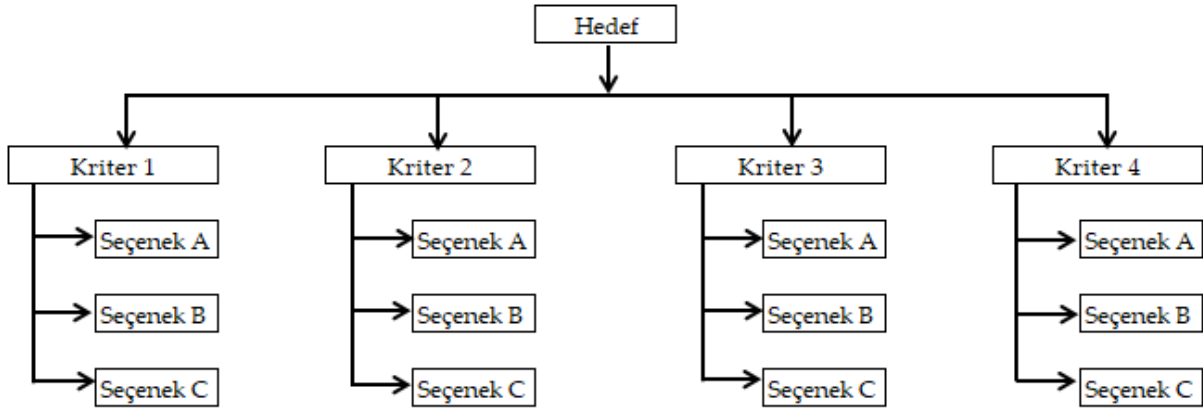 Hedef
Kriter 1
Kriter 2
Kriter 3
Kriter 4
Seçenek A
Seçenek A
Seçenek A
Seçenek A
Seçenek B
Seçenek B
Seçenek B
Seçenek B
Seçenek C
Seçenek C
Seçenek C
Seçenek C